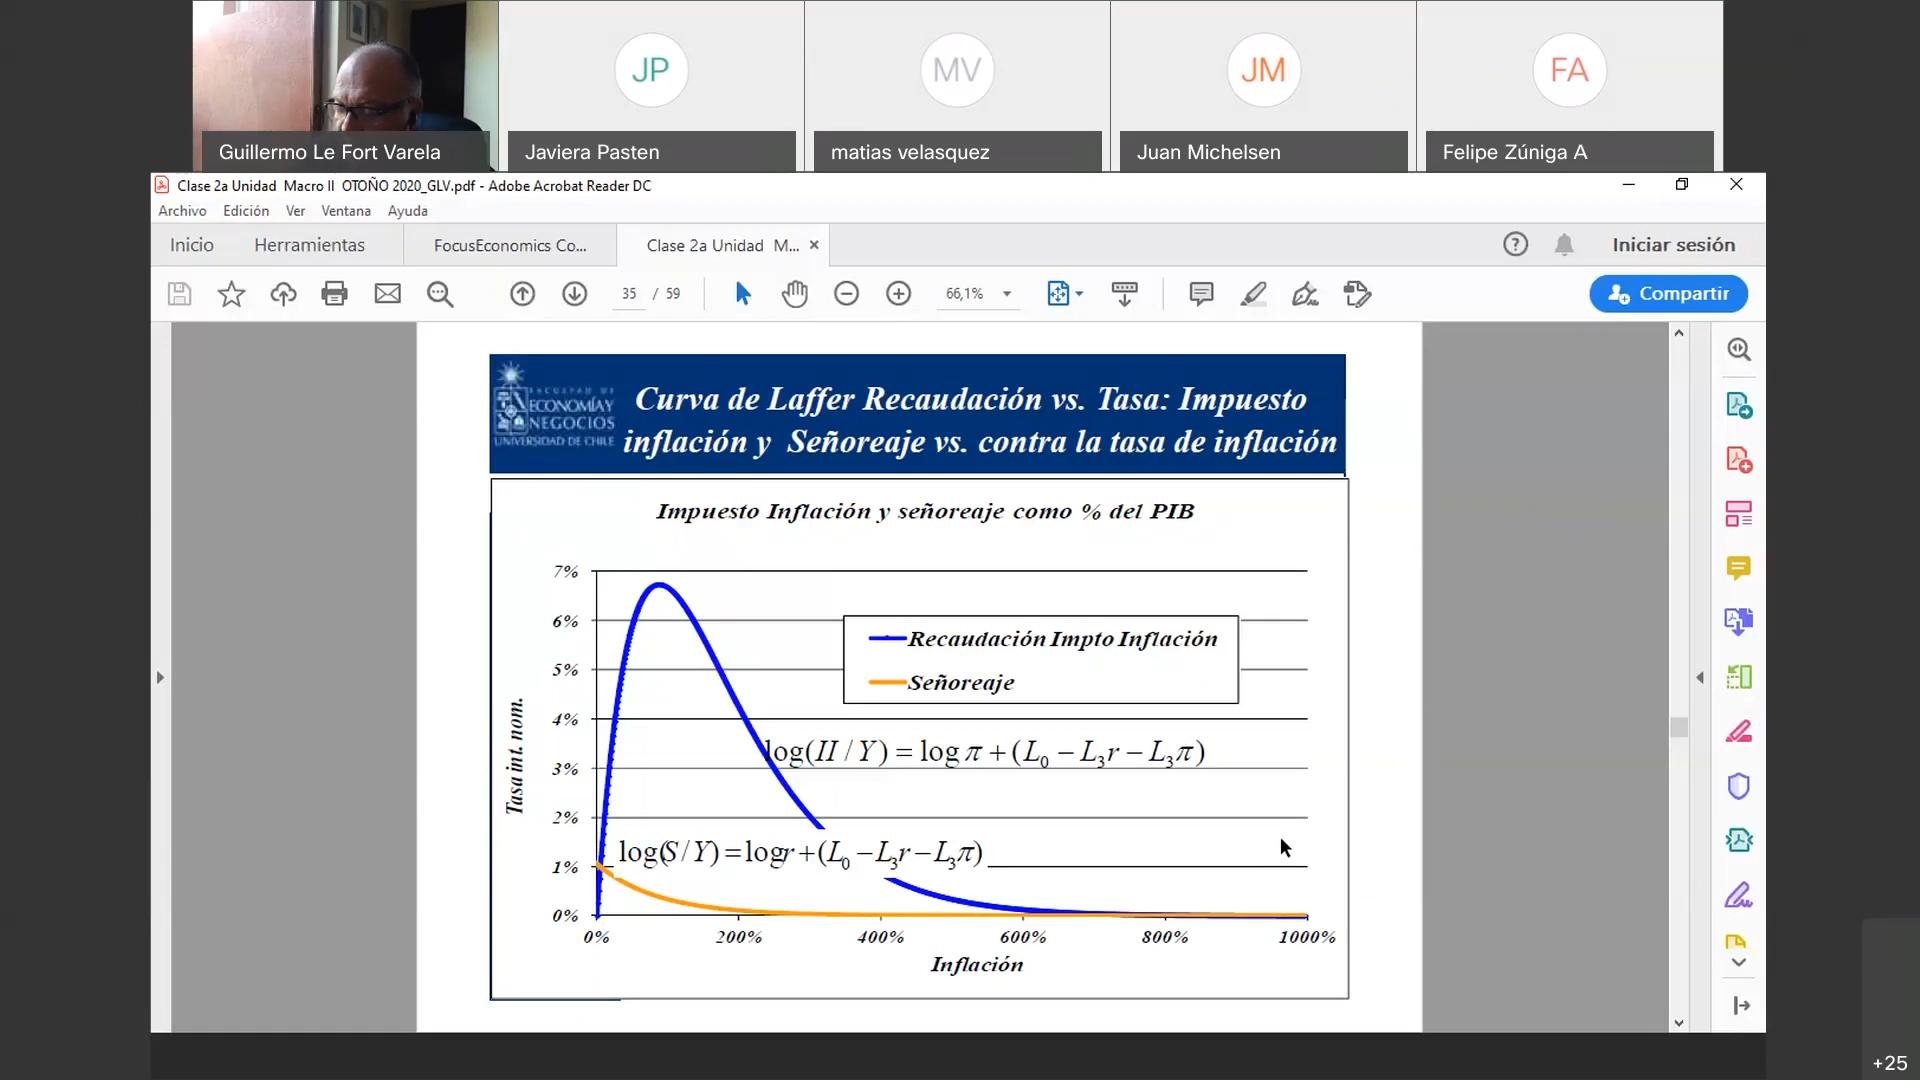 JP
MV
JM
FA
Guillermo Le Fort Varela
Javiera Pasten
matias velasquez
Juan Michelsen
Felipe Zúniga A
Clase 2a Unidad Macro II OTOÑO 2020_GLV.pdf - Adobe Acrobat Reader DC
Archivo Edición Ver Ventana Ayuda
Inicio Herramientas FocusEconomics Co... Clase 2a Unidad M... × Iniciar sesión
35 / 59 66,1% Compartir
FACULTAD DE
ECONOMÍA Y
NEGOCIOS
UNIVERSIDAD DE CHILE
Curva de Laffer Recaudación vs. Tasa: Impuesto
inflación y Señoreaje vs. contra la tasa de inflación
Impuesto Inflación y señoreaje como % del PIB
7%
6%
5%
4%
3%
2%
1%
0%
Tasa int. nom.
Recaudación Impto Inflación
Señoreaje
log(II / Y) = log π + (L0 − L3r − L3π)
log(S / Y) = log r + (L0 − L3r − L3π)
0% 200% 400% 600% 800% 1000%
Inflación
+25